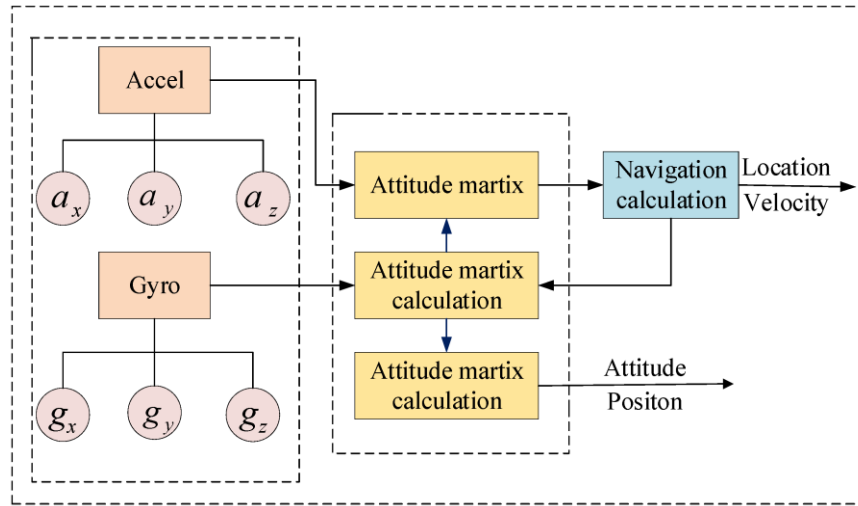 Accel
a_x
a_y
a_z
Gyro
g_x
g_y
g_z
Attitude martix
Attitude martix
calculation
Attitude martix
calculation
Navigation
calculation
Location
Velocity
Attitude
Positon